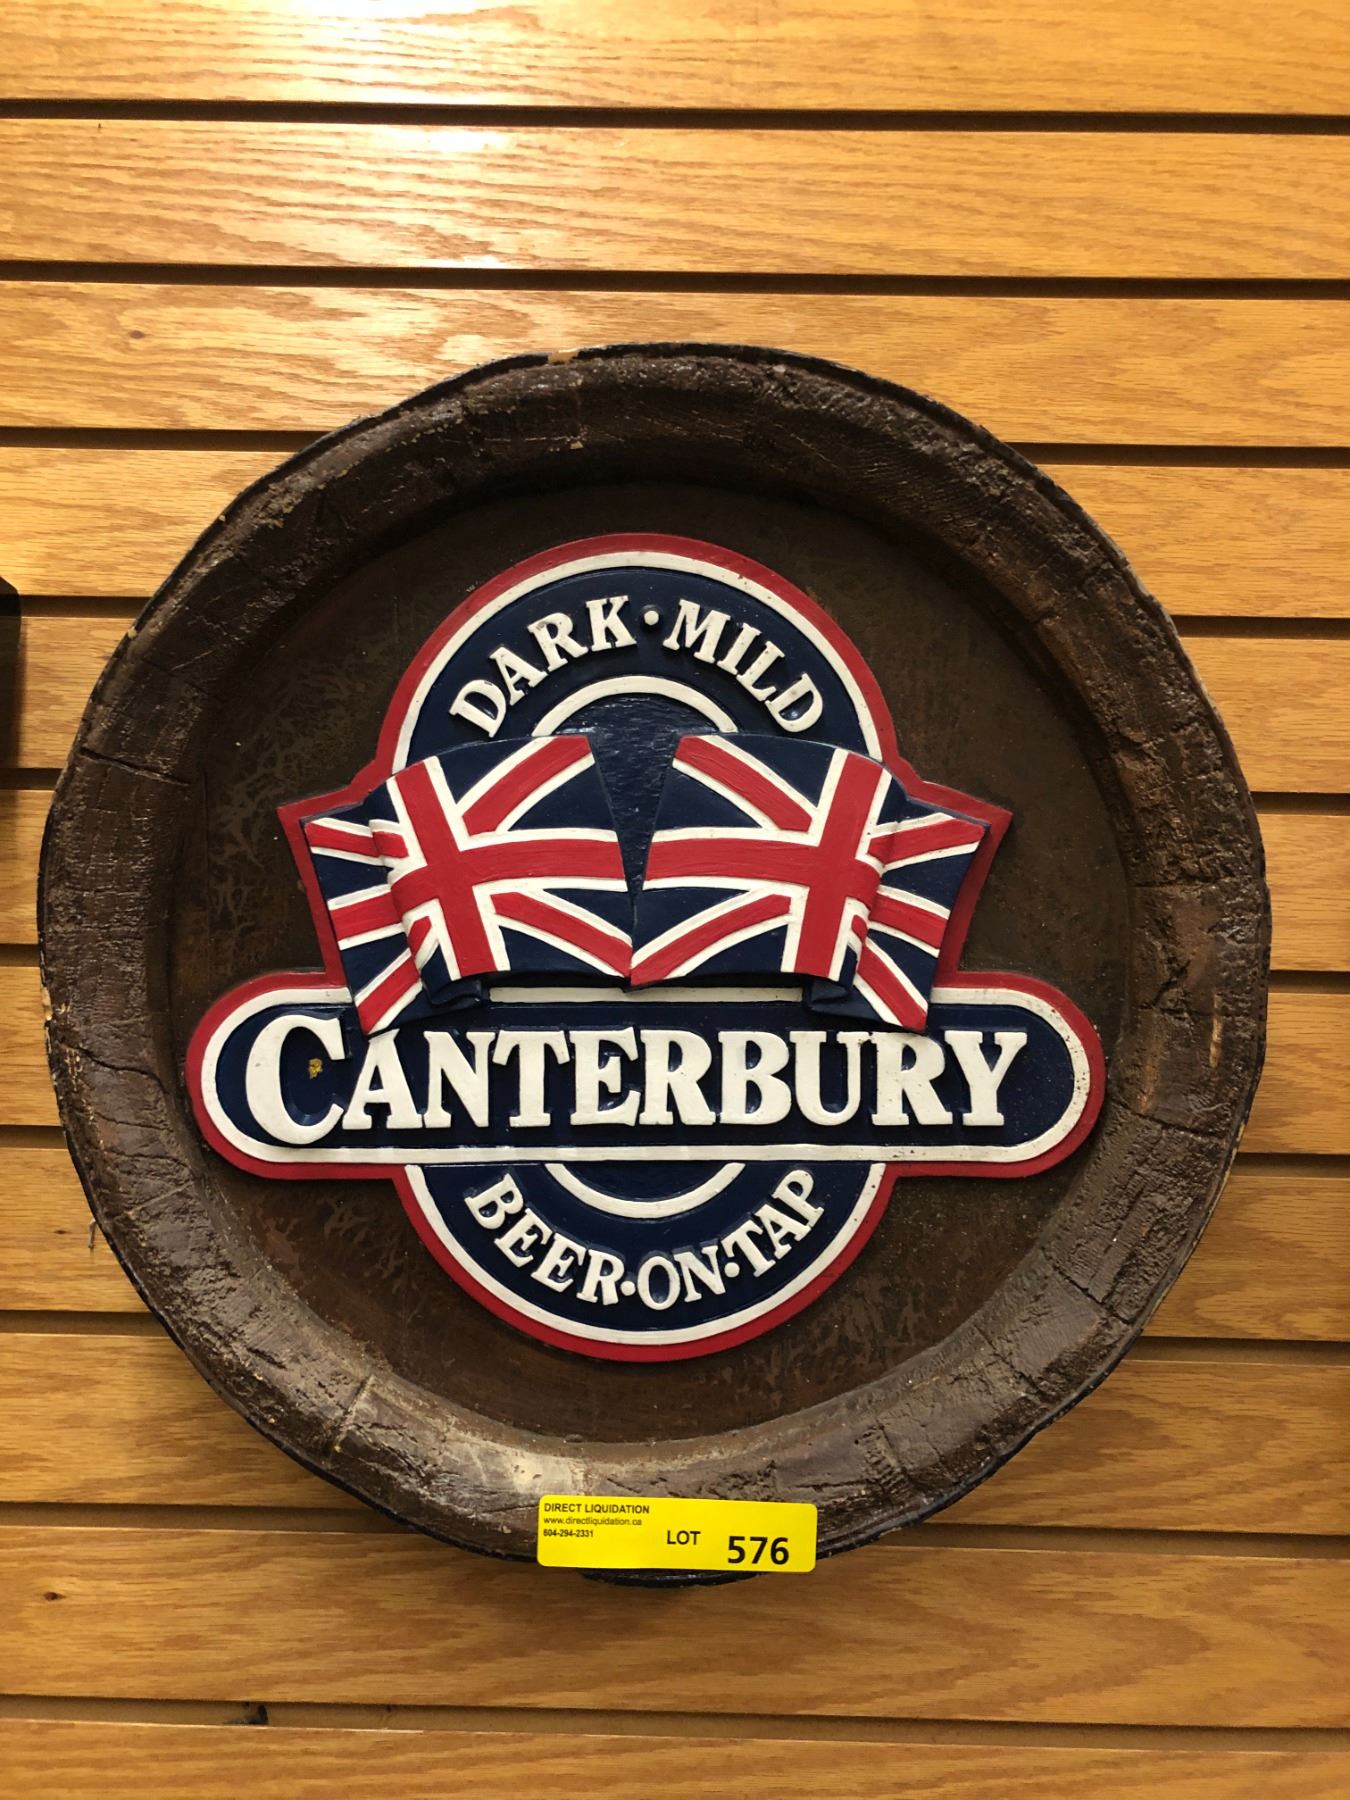 DARK·MILD
CANTERBURY
BEER·ON·TAP
DIRECT LIQUIDATION
www.directliquidation.ca
604-294-2331
LOT 576